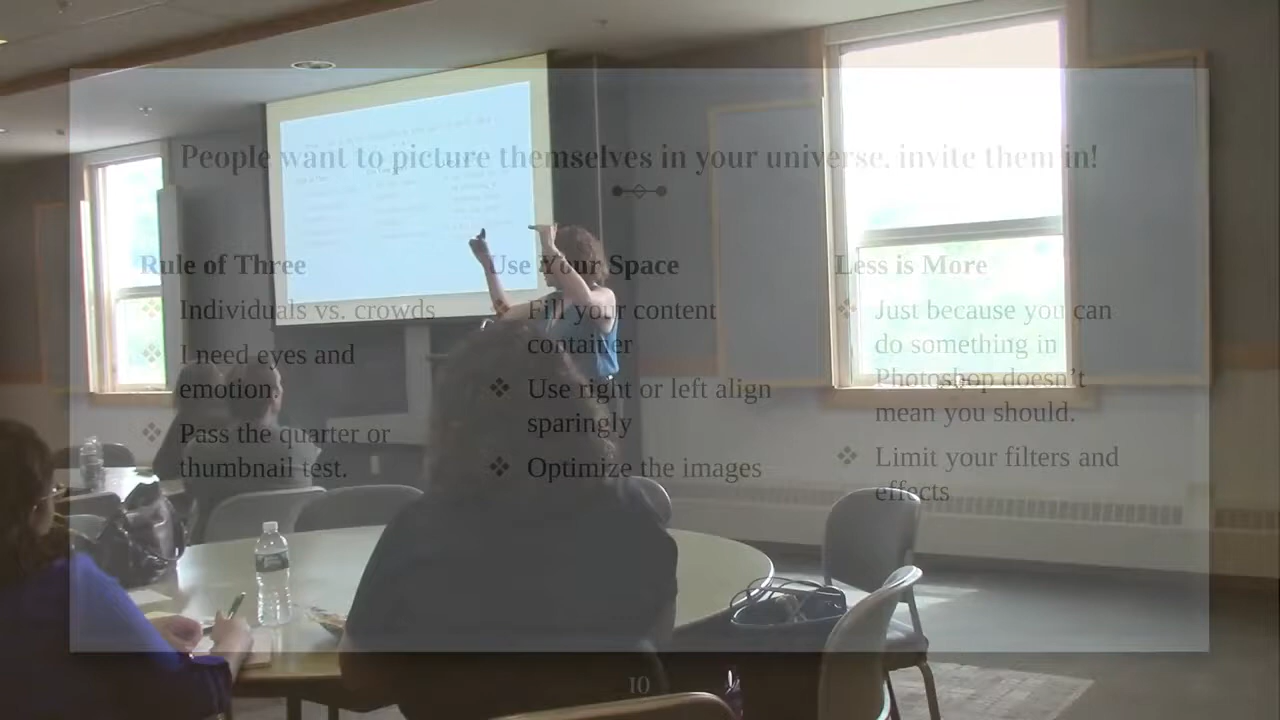 People want to picture themselves in your universe, invite them in!
Rule of Three
Individuals vs. crowds
I need eyes and
emotion.
Pass the quarter or
thumbnail test.
Use Your Space
Fill your content
container
Use right or left align
sparingly
Optimize the images
Less is More
Just because you can
do something in
Photoshop doesn't
mean you should.
Limit your filters and
effects
10